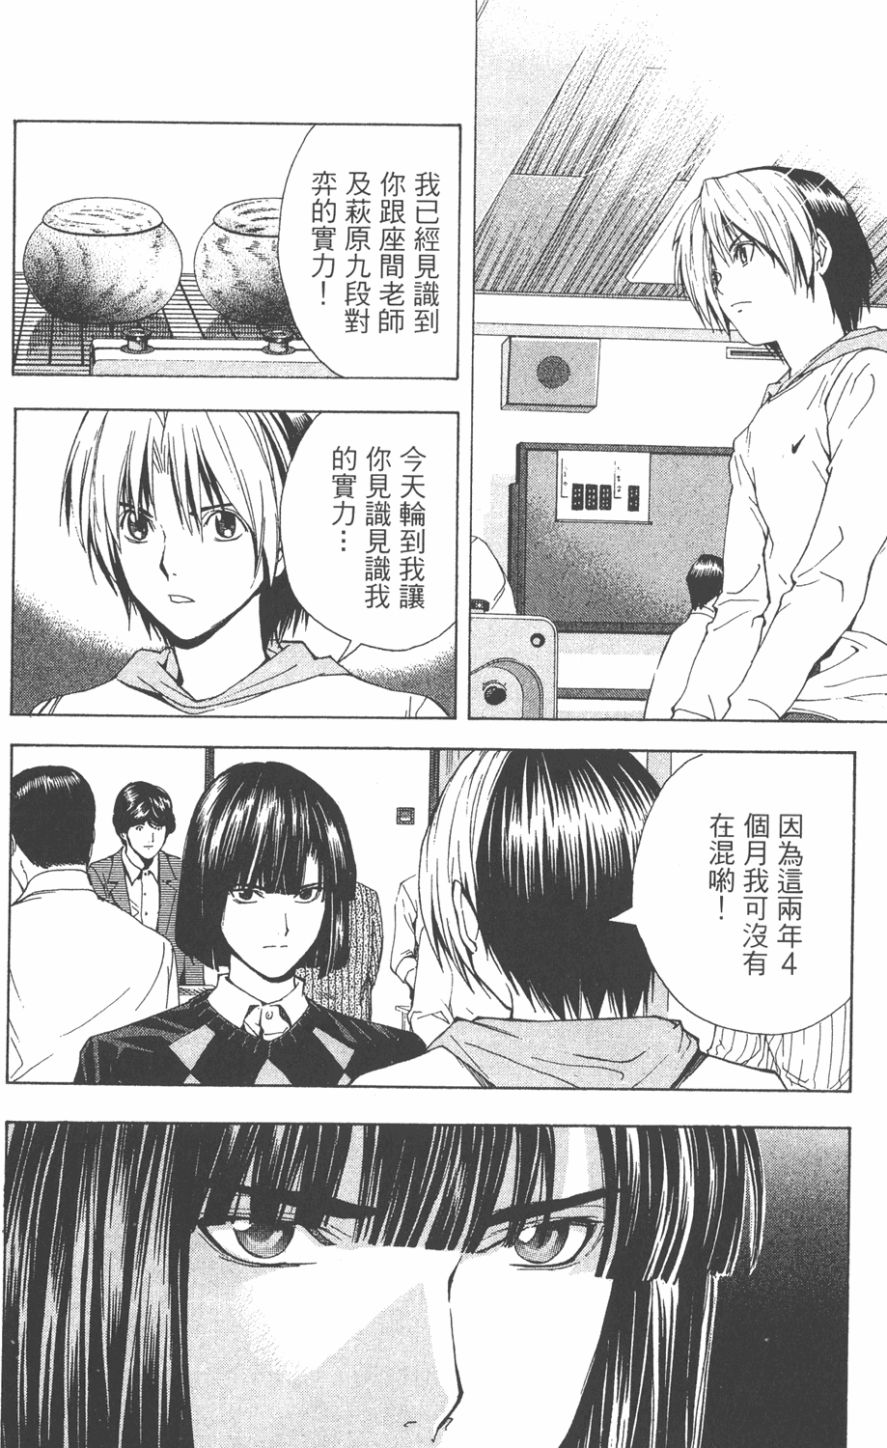 我已經見識到
你跟座間老師
及萩原九段對
弈的實力！
今天輪到我讓
你見識見識我
的實力…
因為這兩年4
個月我可沒有
在混喲！